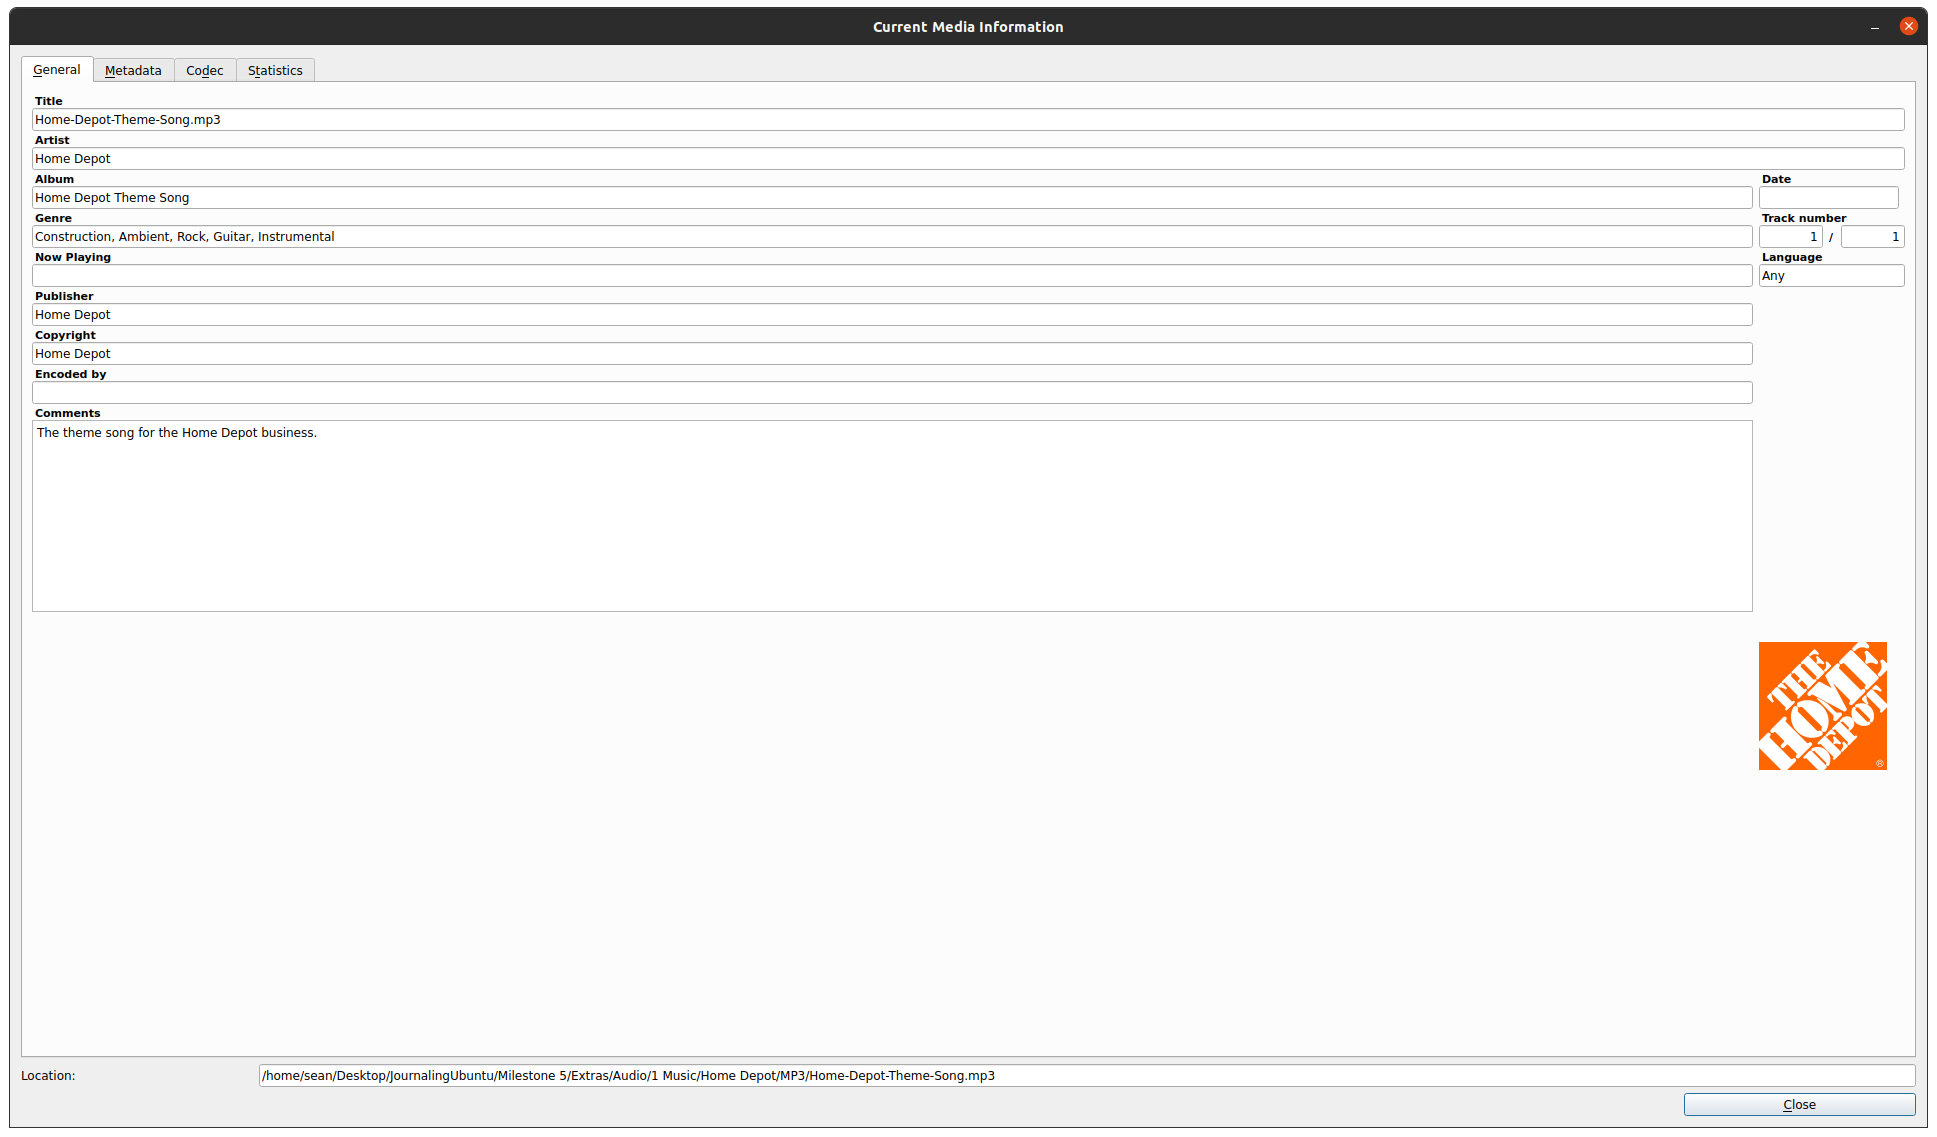 Current Media Information
General Metadata Codec Statistics
Title
Home-Depot-Theme-Song.mp3
Artist
Home Depot
Album
Home Depot Theme Song
Date
Genre
Construction, Ambient, Rock, Guitar, Instrumental
Track number
1 / 1
Now Playing
Language
Any
Publisher
Home Depot
Copyright
Home Depot
Encoded by
Comments
The theme song for the Home Depot business.
THE
HOME
DEPOT
®
Location: /home/sean/Desktop/JournalingUbuntu/Milestone 5/Extras/Audio/1 Music/Home Depot/MP3/Home-Depot-Theme-Song.mp3
Close